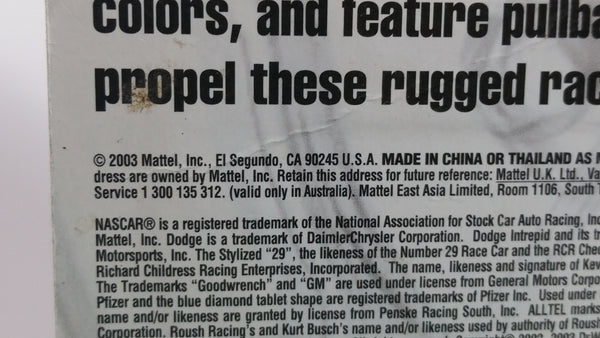 colors, and feature pullba
propel these rugged rac
© 2003 Mattel, Inc., El Segundo, CA 90245 U.S.A. MADE IN CHINA OR THAILAND AS
dress are owned by Mattel, Inc. Retain this address for future reference: Mattel U.K. Ltd., Va
Service 1 300 135 312. (valid only in Australia). Mattel East Asia Limited, Room 1106, South
NASCAR® is a registered trademark of the National Association for Stock Car Auto Racing, Inc
Mattel, Inc. Dodge is a trademark of DaimlerChrysler Corporation. Dodge Intrepid and its tr
Motorsports, Inc. The Stylized "29", the likeness of the Number 29 Race Car and the RCR Chec
Richard Childress Racing Enterprises, Incorporated. The name, likeness and signature of Kev
The Trademarks "Goodwrench" and "GM" are used under license from General Motors Corpo
Pfizer and the blue diamond tablet shape are registered trademarks of Pfizer Inc. Used under
name and/or likeness are granted by license from Penske Racing South, Inc. ALLTEL marks
Corporation. Roush Racing's and Kurt Busch's name and/or likeness used by authority of Roush